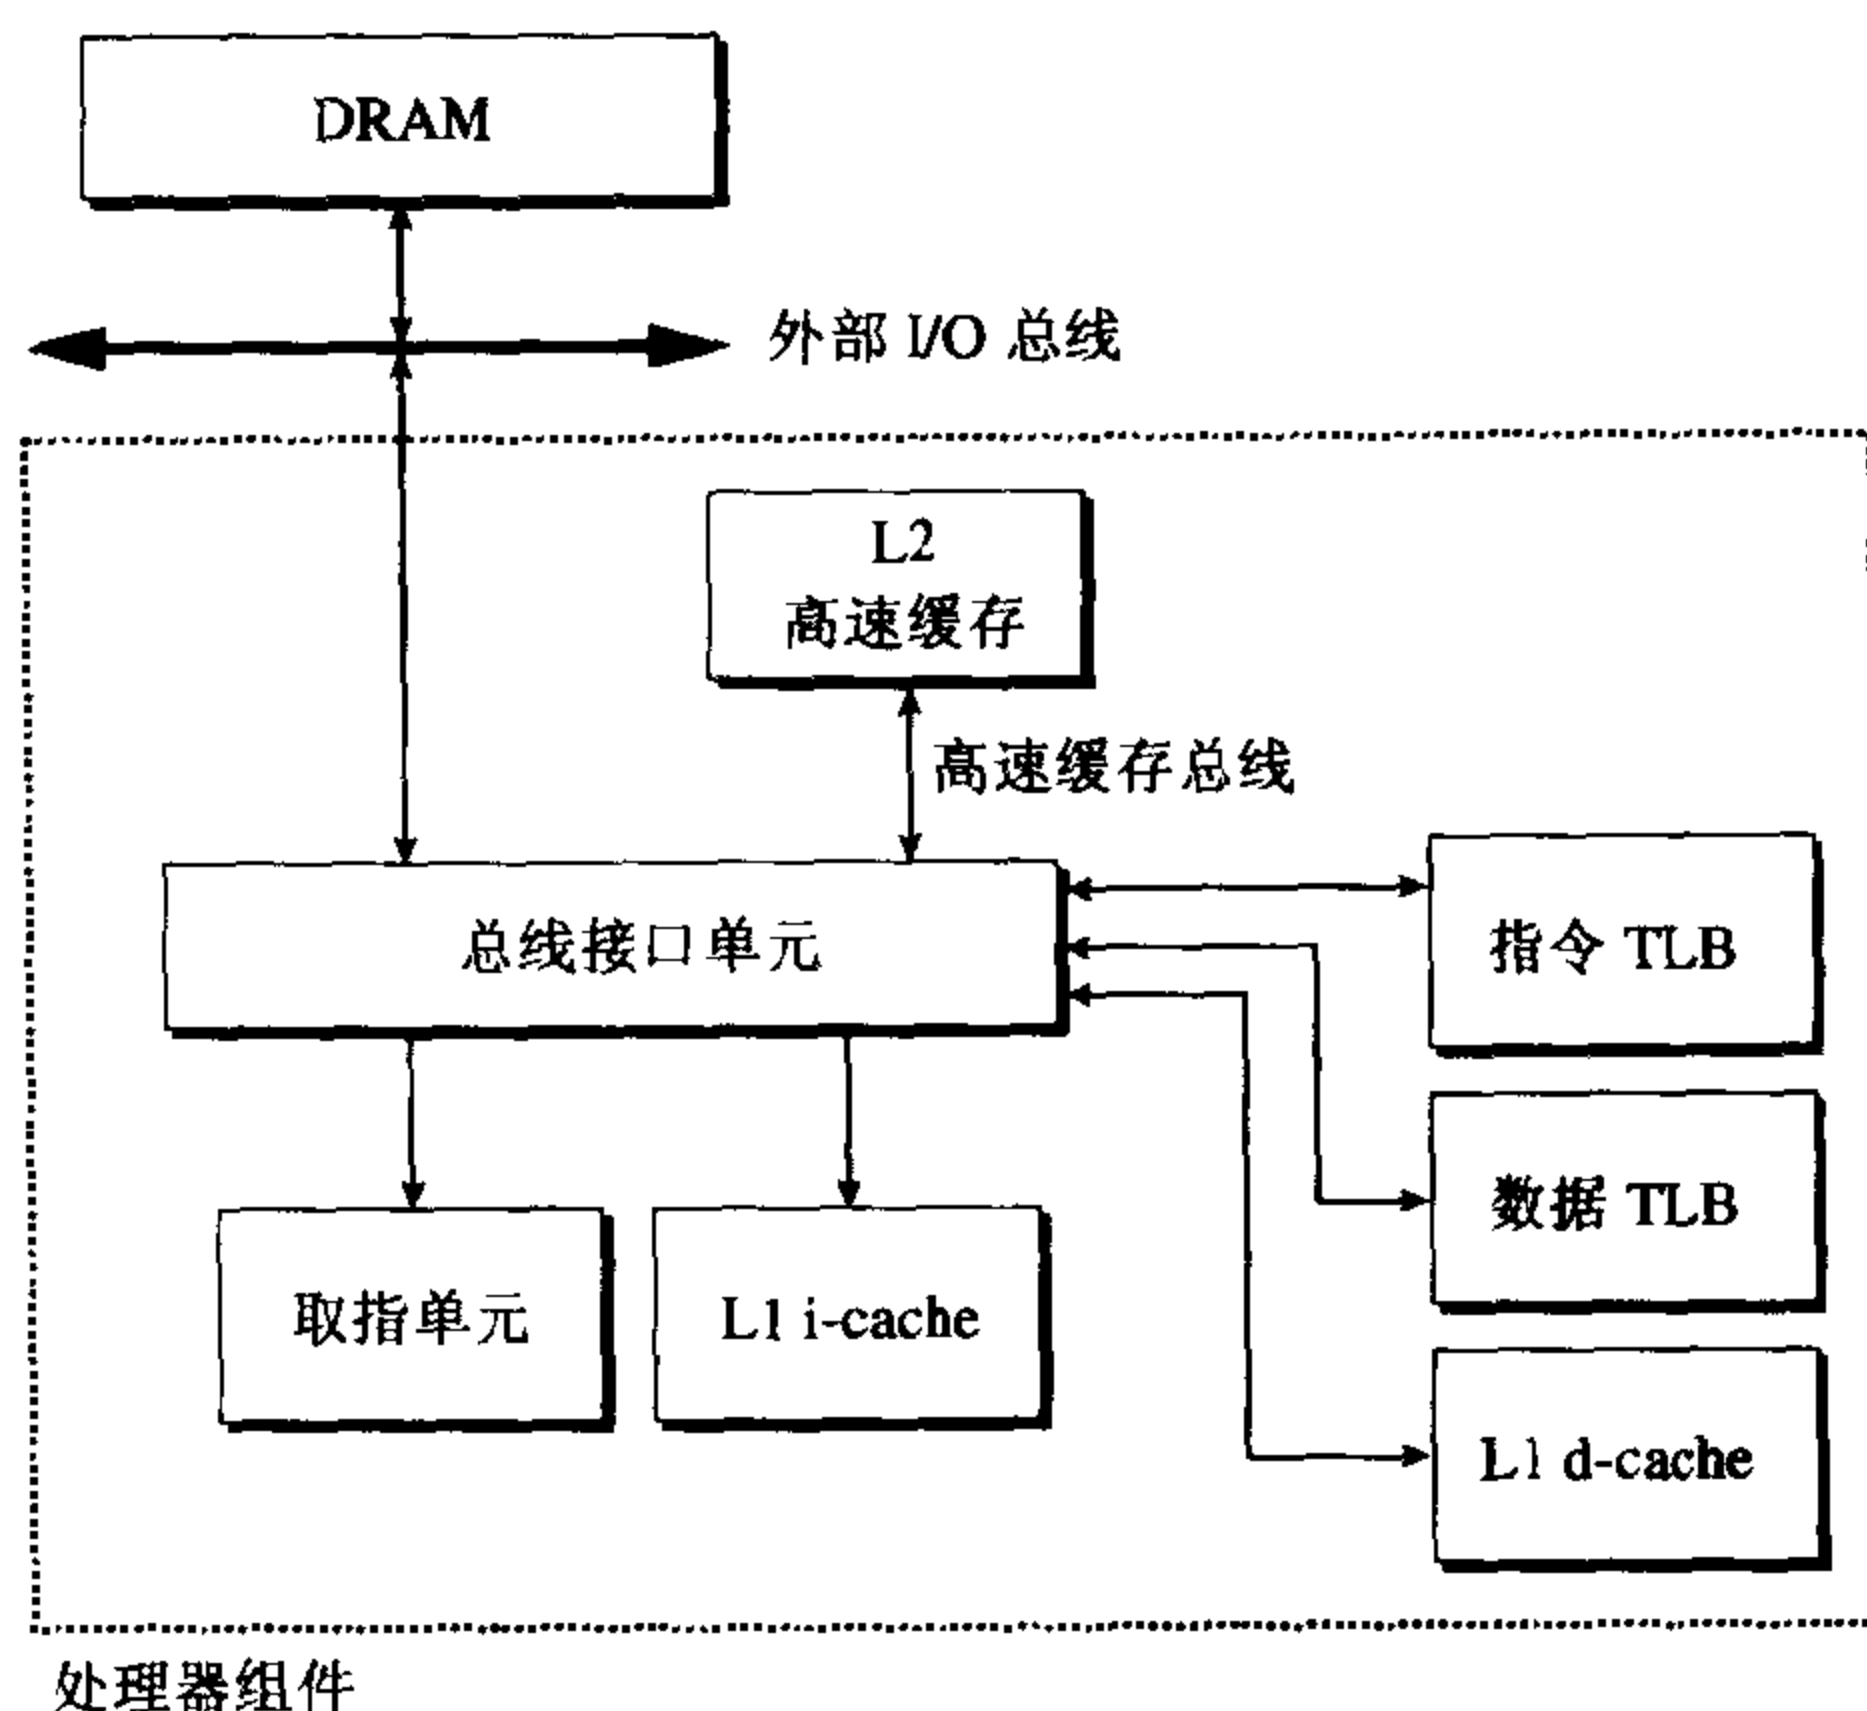 DRAM
外部 I/O 总线
L2
高速缓存
高速缓存总线
总线接口单元
指令 TLB
数据 TLB
取指单元
L1 i-cache
L1 d-cache
处理器组件